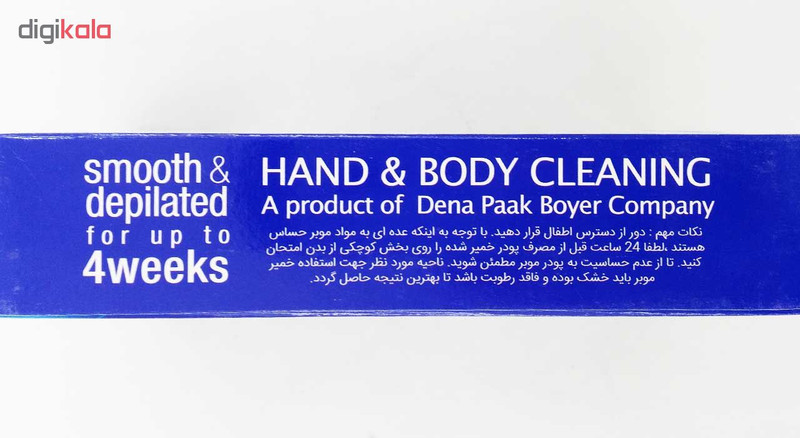 digikala
smooth &
depilated
for up to
4weeks
HAND & BODY CLEANING
A product of Dena Paak Boyer Company
نکات مهم : دور از دسترس اطفال قرار دهید. با توجه به اینکه عده ای به مواد موبر حساس
هستند ،لطفا 24 ساعت قبل از مصرف پودر خمیر شده را روی بخش کوچکی از بدن امتحان
کنید. تا از عدم حساسیت به پودر موبر مطمئن شوید. ناحیه مورد نظر جهت استفاده خمیر
موبر باید خشک بوده و فاقد رطوبت باشد تا بهترین نتیجه حاصل گردد.